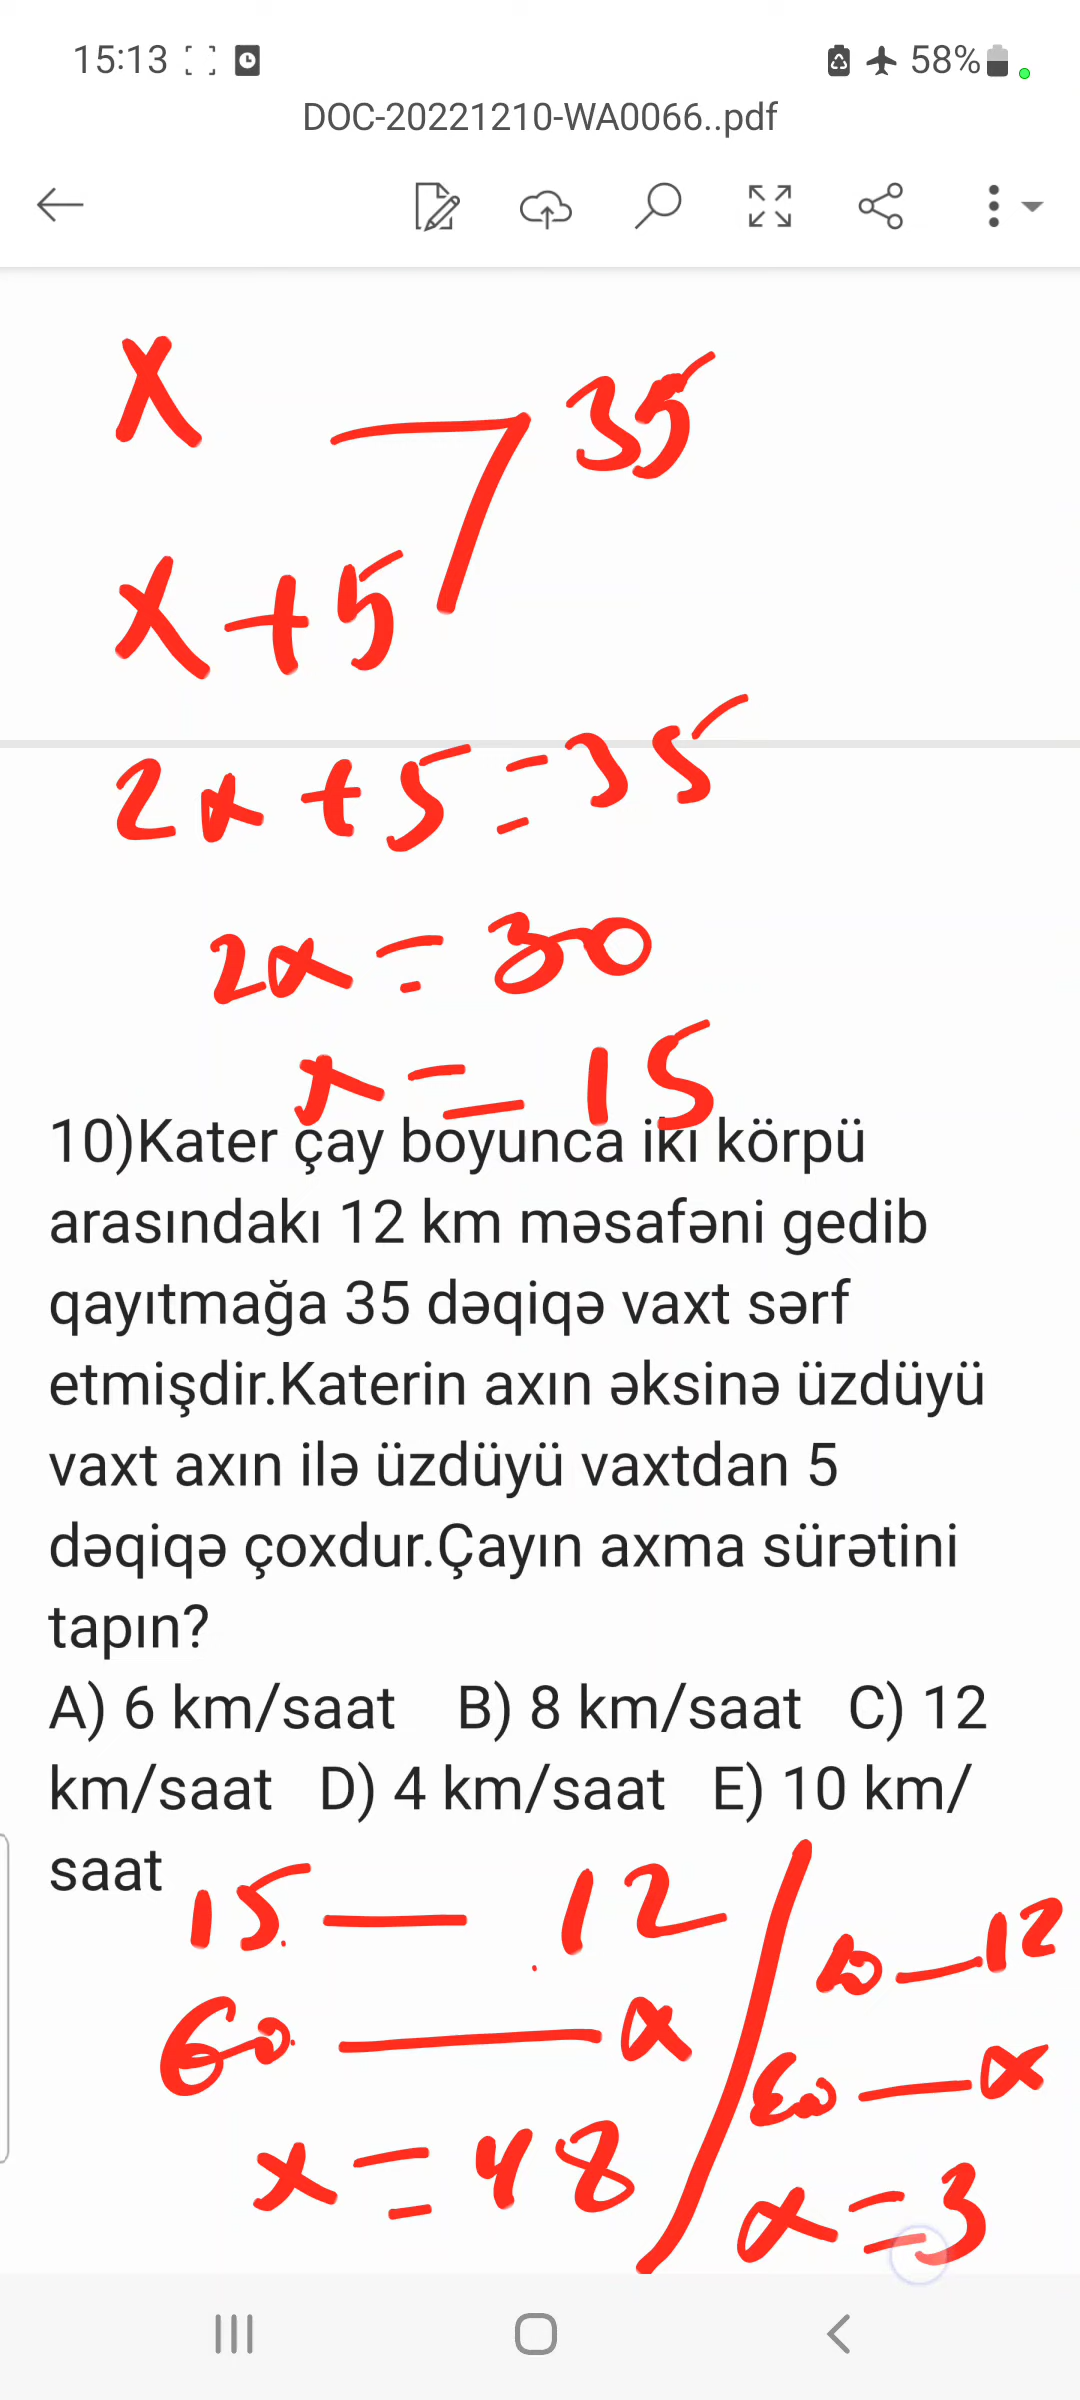 15:13
58%
DOC-20221210-WA0066..pdf
x
35
x+5
2x+5=35
2x=30
x=15
10)Kater çay boyunca iki körpü
arasındakı 12 km məsafəni gedib
qayıtmağa 35 dəqiqə vaxt sərf
etmişdir.Katerin axın əksinə üzdüyü
vaxt axın ilə üzdüyü vaxtdan 5
dəqiqə çoxdur.Çayın axma sürətini
tapın?
A) 6 km/saat B) 8 km/saat C) 12
km/saat D) 4 km/saat E) 10 km/
saat
15 — 12
60 — x
x=48
20 — 12
60 — x
x=3